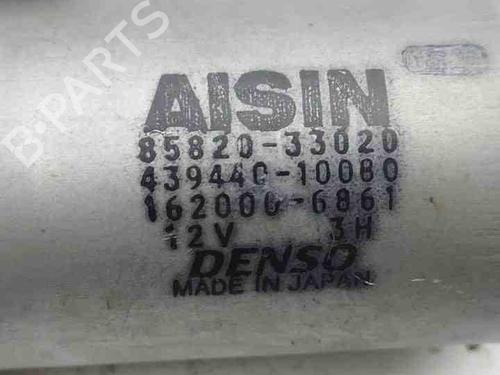 B-PARTS
AISIN
85820-33020
439440-10080
162000-6861
12V 3H
DENSO
MADE IN JAPAN